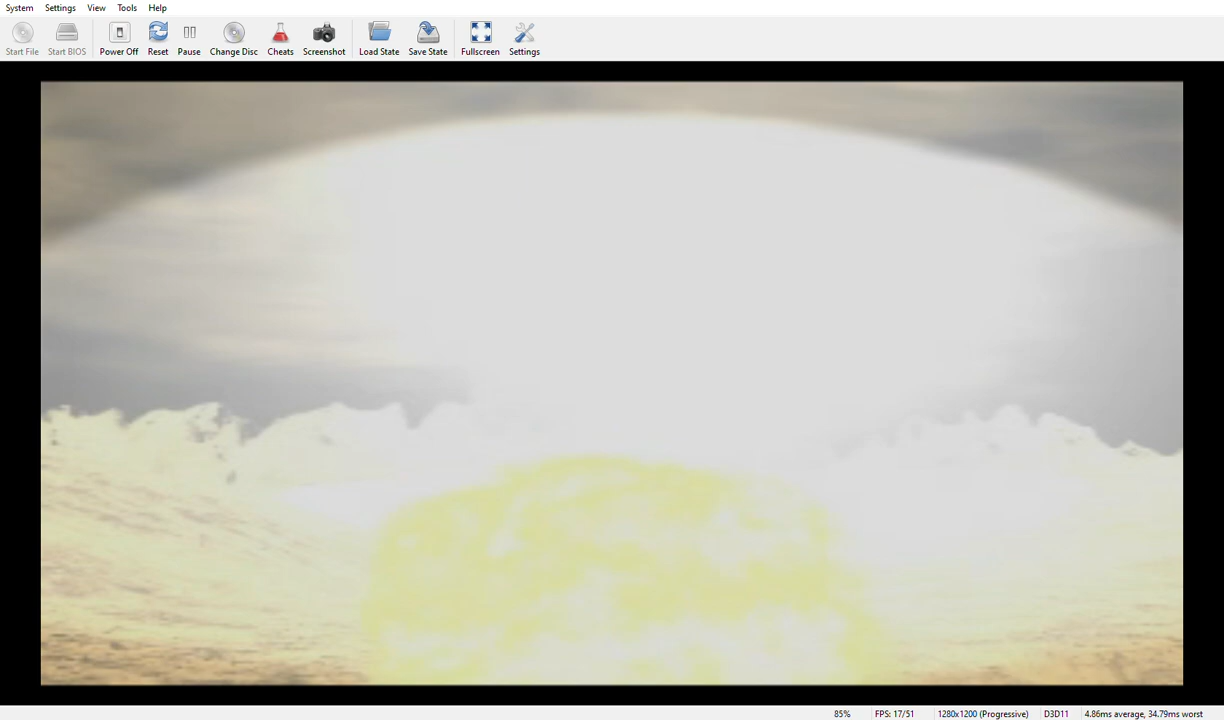 System Settings View Tools Help
Start File Start BIOS Power Off Reset Pause Change Disc Cheats Screenshot Load State Save State Fullscreen Settings
85% FPS: 17/51 1280x1200 (Progressive) D3D11 4.86ms average, 34.79ms worst